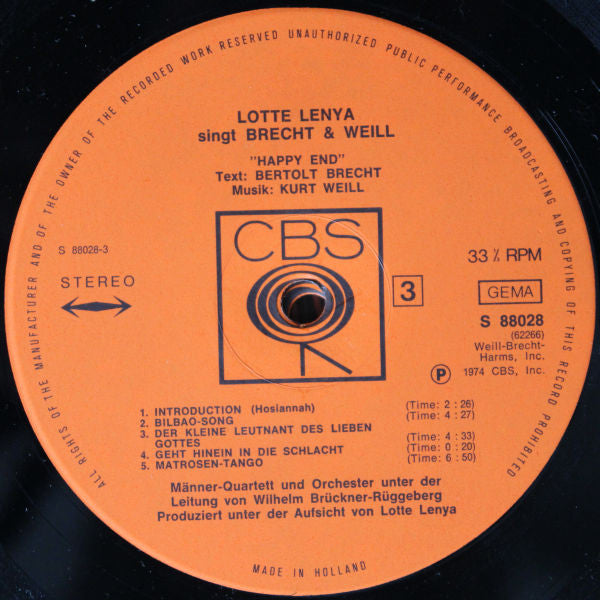 ALL RIGHTS OF THE MANUFACTURER AND OF THE OWNER OF THE RECORDED WORK RESERVED UNAUTHORIZED PUBLIC PERFORMANCE BROADCASTING AND COPYING OF THIS RECORD PROHIBITED
LOTTE LENYA
singt BRECHT & WEILL
"HAPPY END"
Text: BERTOLT BRECHT
Musik: KURT WEILL
CBS
S 88028-3
STEREO
3
33⅓ RPM
GEMA
S 88028
(62266)
Weill-Brecht-
Harms, Inc.
Ⓟ 1974 CBS, Inc.
1. INTRODUCTION (Hosiannah) (Time: 2 : 26)
2. BILBAO-SONG (Time: 4 : 27)
3. DER KLEINE LEUTNANT DES LIEBEN
GOTTES (Time: 4 : 33)
4. GEHT HINEIN IN DIE SCHLACHT (Time: 0 : 20)
5. MATROSEN-TANGO (Time: 6 : 50)
Männer-Quartett und Orchester unter der
Leitung von Wilhelm Brückner-Rüggeberg
Produziert unter der Aufsicht von Lotte Lenya
MADE IN HOLLAND